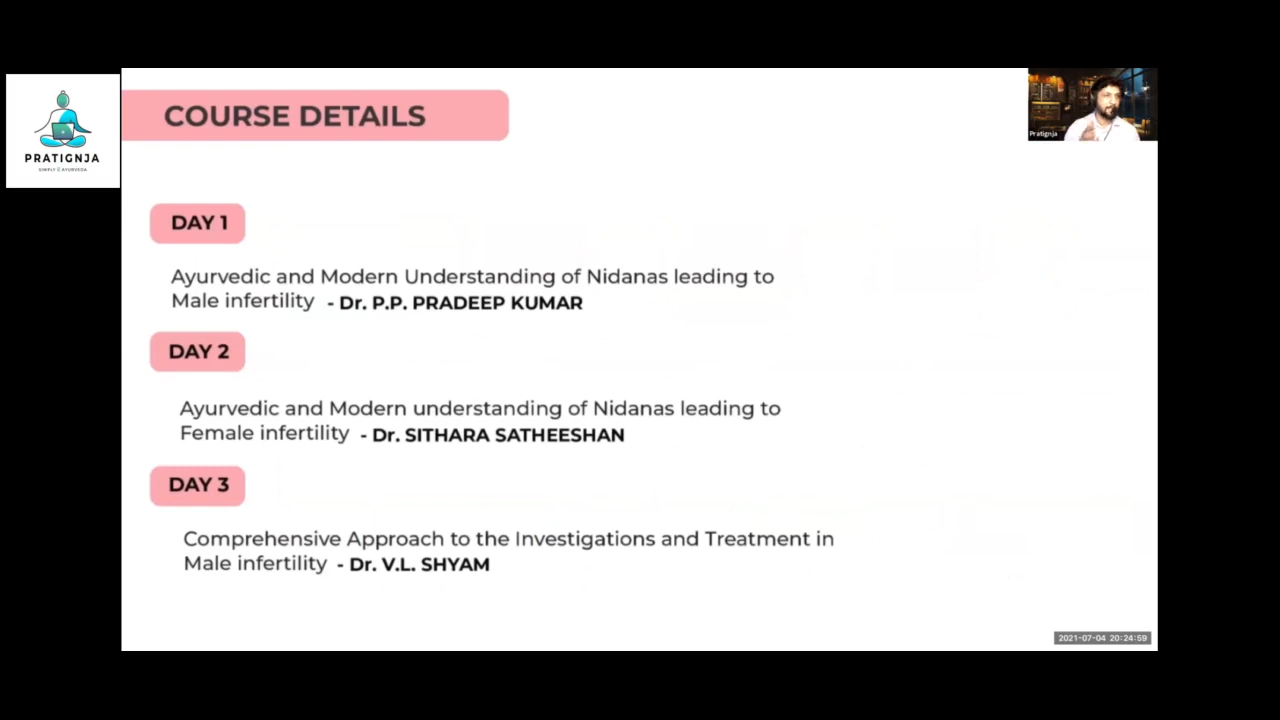 COURSE DETAILS
PRATIGNJA
SIMPLY AYURVEDA
Pratignja
DAY 1
Ayurvedic and Modern Understanding of Nidanas leading to
Male infertility - Dr. P.P. PRADEEP KUMAR
DAY 2
Ayurvedic and Modern understanding of Nidanas leading to
Female infertility - Dr. SITHARA SATHEESHAN
DAY 3
Comprehensive Approach to the Investigations and Treatment in
Male infertility - Dr. V.L. SHYAM
2021-07-04 20:24:59